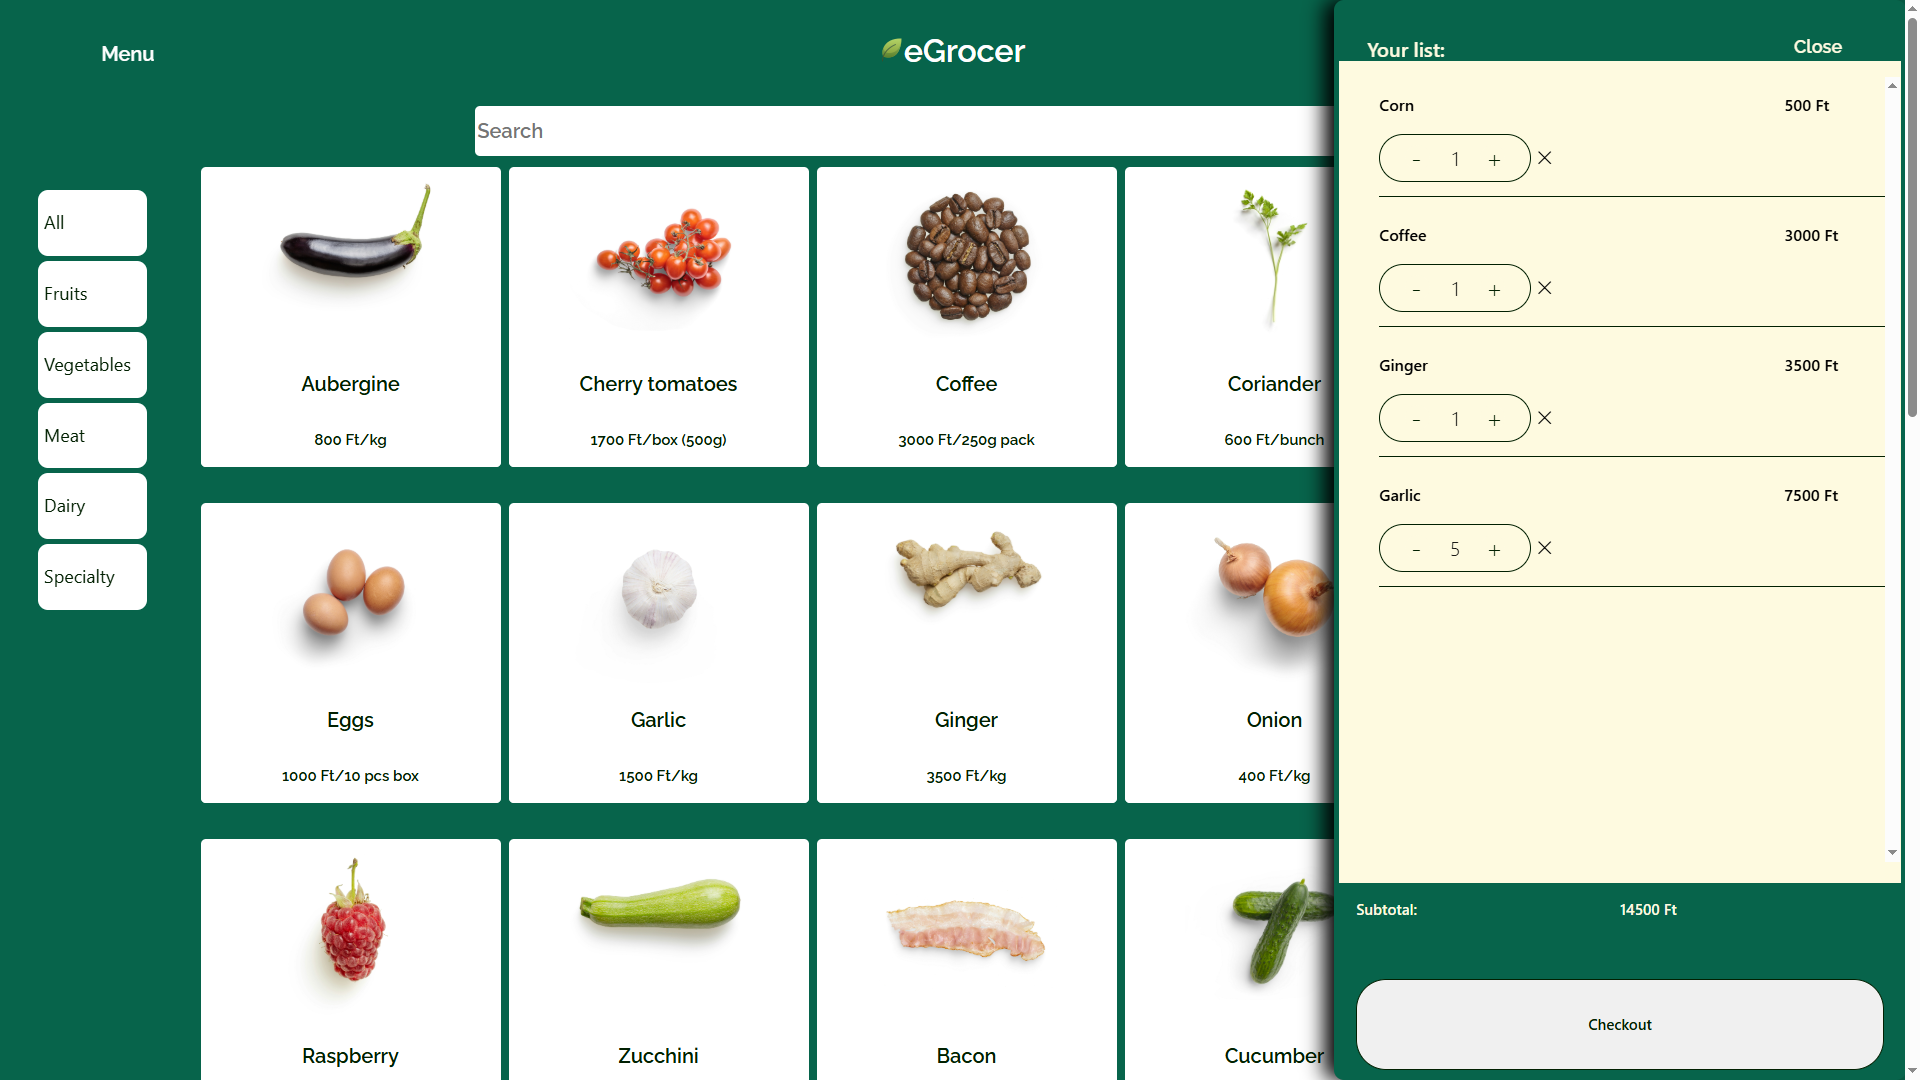 Menu
eGrocer
Search
All
Fruits
Vegetables
Meat
Dairy
Specialty
Aubergine
800 Ft/kg
Cherry tomatoes
1700 Ft/box (500g)
Coffee
3000 Ft/250g pack
Coriander
600 Ft/bunch
Eggs
1000 Ft/10 pcs box
Garlic
1500 Ft/kg
Ginger
3500 Ft/kg
Onion
400 Ft/kg
Raspberry
Zucchini
Bacon
Cucumber
Your list:
Close
Corn 500 Ft
- 1 +
Coffee 3000 Ft
- 1 +
Ginger 3500 Ft
- 1 +
Garlic 7500 Ft
- 5 +
Subtotal: 14500 Ft
Checkout